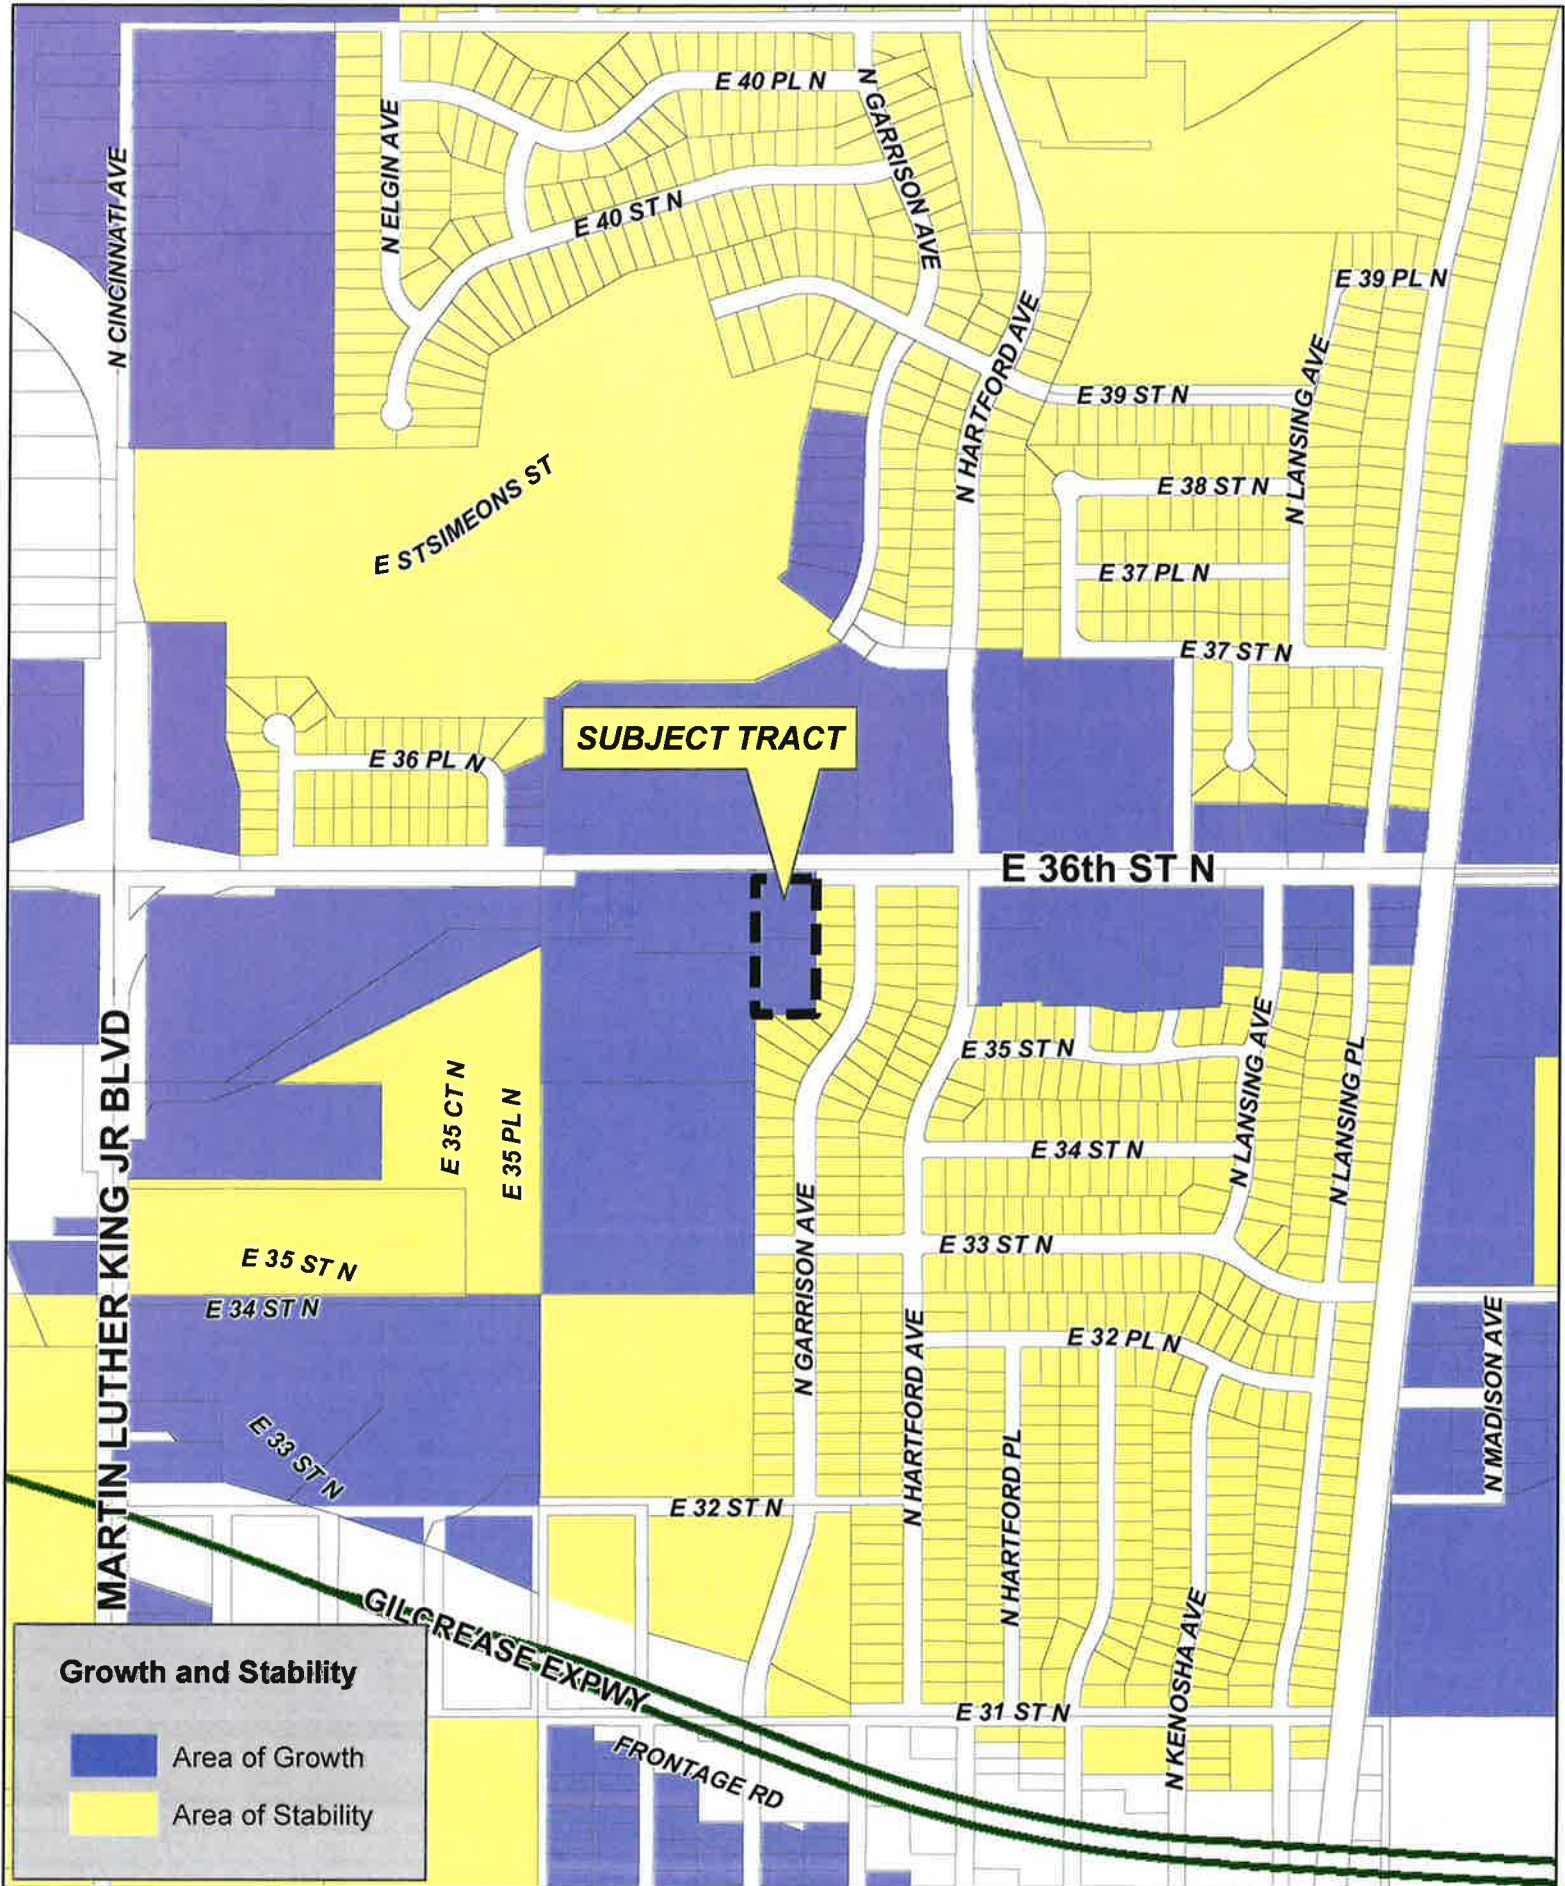 E 40 PL N
N GARRISON AVE
N ELGIN AVE
N CINCINNATI AVE
E 40 ST N
E 39 PL N
N HARTFORD AVE
N LANSING AVE
E 39 ST N
E 38 ST N
E STSIMEONS ST
E 37 PL N
E 37 ST N
SUBJECT TRACT
E 36 PL N
E 36th ST N
MARTIN LUTHER KING JR BLVD
E 35 CT N
E 35 PL N
E 35 ST N
N LANSING AVE
N LANSING PL
E 34 ST N
N GARRISON AVE
E 33 ST N
E 35 ST N
E 34 ST N
N HARTFORD AVE
E 32 PL N
N MADISON AVE
E 33 ST N
N HARTFORD PL
E 32 ST N
N KENOSHA AVE
GILCREASE EXPWY
E 31 ST N
FRONTAGE RD
Growth and Stability
Area of Growth
Area of Stability